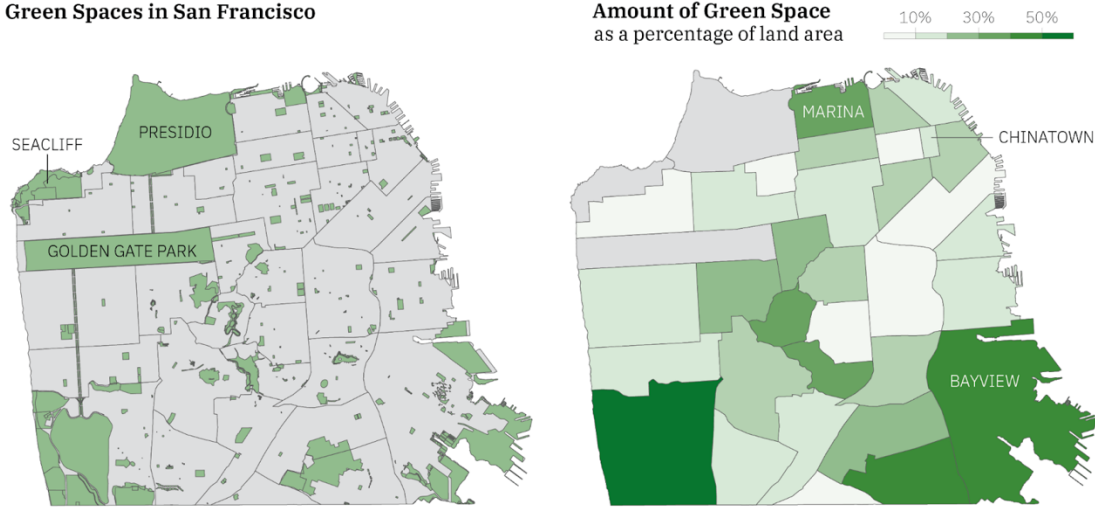 Green Spaces in San Francisco
SEACLIFF
PRESIDIO
GOLDEN GATE PARK
Amount of Green Space
as a percentage of land area
10% 30% 50%
MARINA
CHINATOWN
BAYVIEW